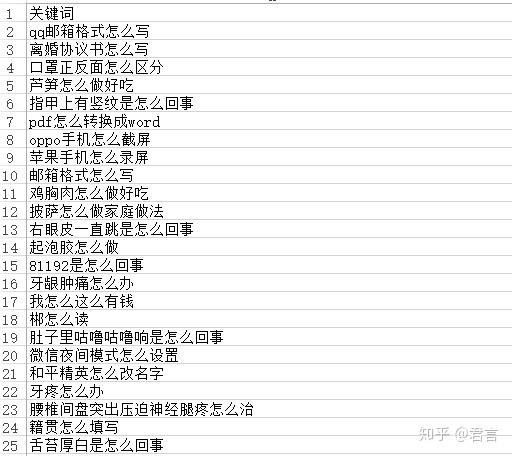 1 关键词
2 qq邮箱格式怎么写
3 离婚协议书怎么写
4 口罩正反面怎么区分
5 芦笋怎么做好吃
6 指甲上有竖纹是怎么回事
7 pdf怎么转换成word
8 oppo手机怎么截屏
9 苹果手机怎么录屏
10 邮箱格式怎么写
11 鸡胸肉怎么做好吃
12 披萨怎么做家庭做法
13 右眼皮一直跳是怎么回事
14 起泡胶怎么做
15 81192是怎么回事
16 牙龈肿痛怎么办
17 我怎么这么有钱
18 郴怎么读
19 肚子里咕噜咕噜响是怎么回事
20 微信夜间模式怎么设置
21 和平精英怎么改名字
22 牙疼怎么办
23 腰椎间盘突出压迫神经腿疼怎么治
24 籍贯怎么填写
25 舌苔厚白是怎么回事
知乎 @君言